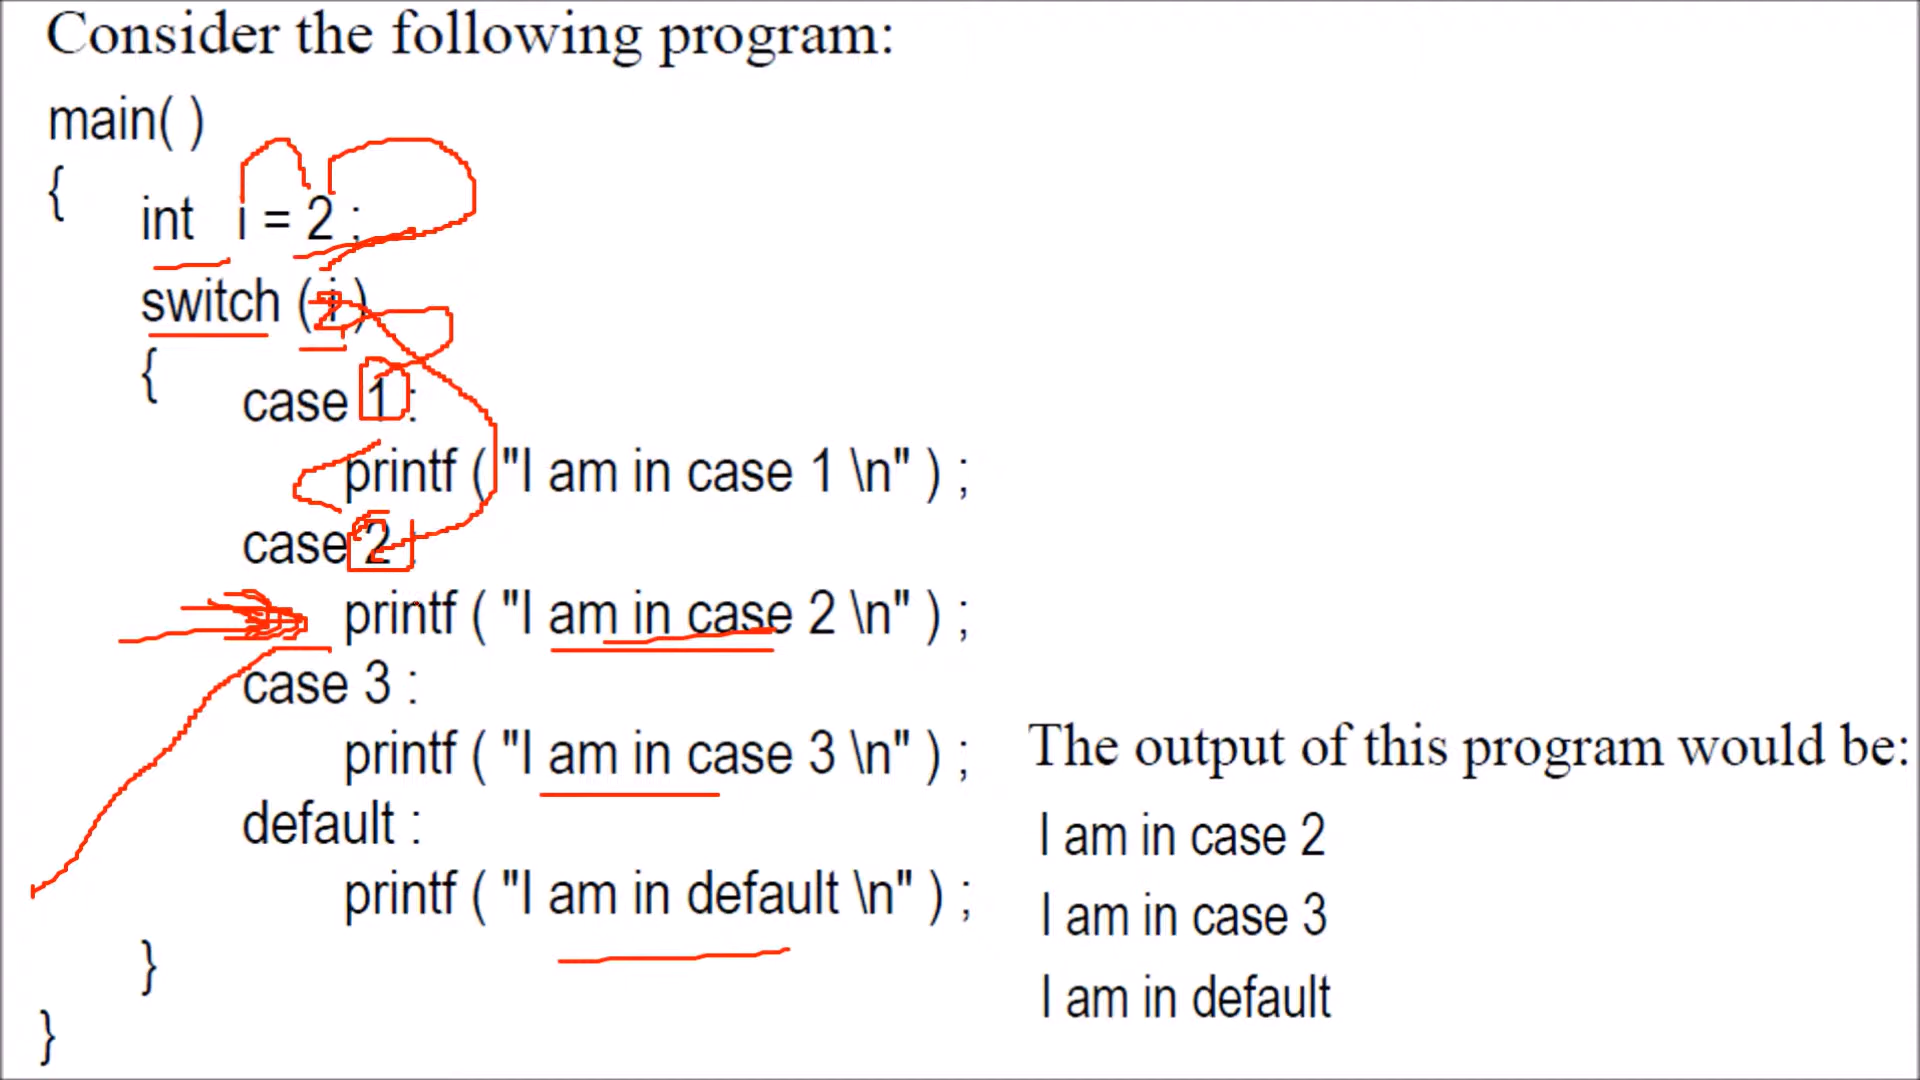 Consider the following program:
main( )
{
int i = 2 ;
switch ( i )
{
case 1 :
printf ( "I am in case 1 \n" ) ;
case 2 :
printf ( "I am in case 2 \n" ) ;
case 3 :
printf ( "I am in case 3 \n" ) ;
default :
printf ( "I am in default \n" ) ;
}
}
The output of this program would be:
I am in case 2
I am in case 3
I am in default